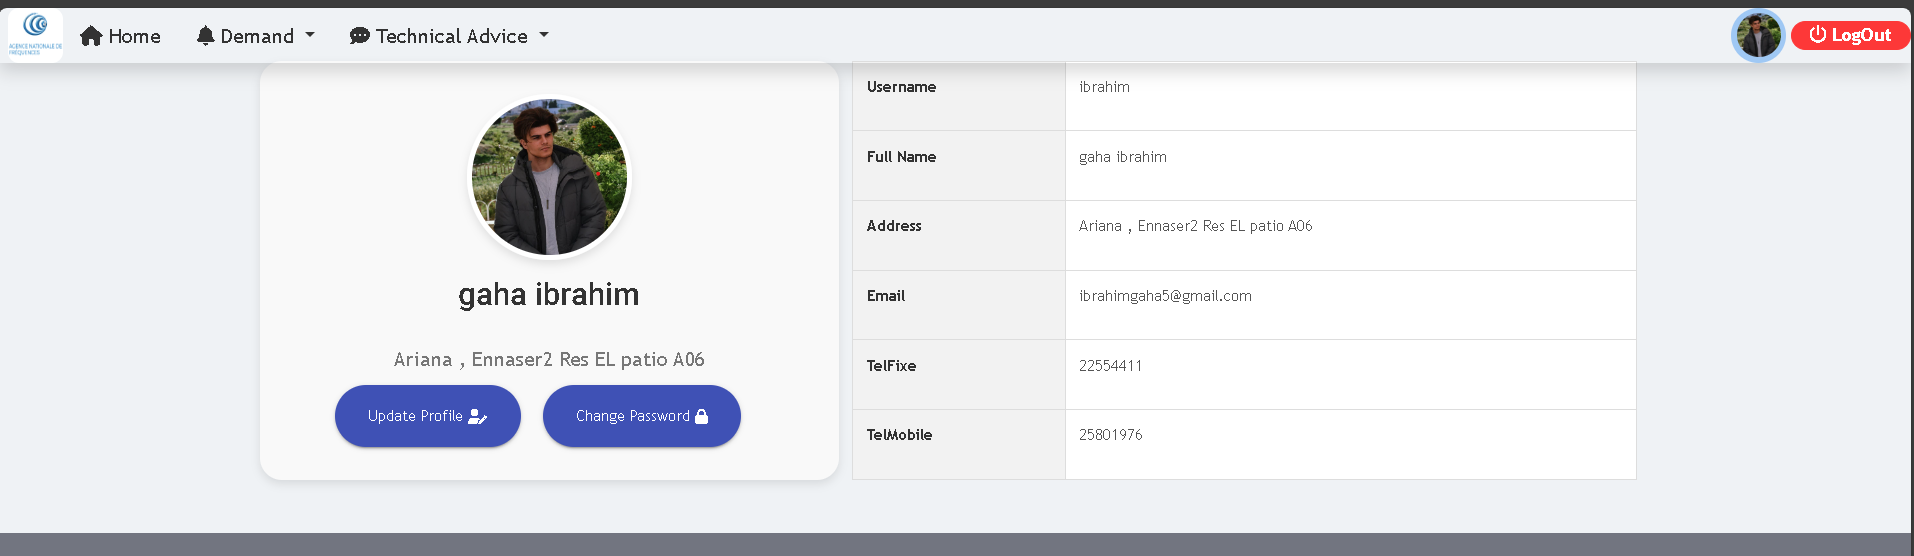 AGENCE NATIONALE DE
FREQUENCES
Home
Demand
Technical Advice
LogOut
gaha ibrahim
Ariana , Ennaser2 Res EL patio A06
Update Profile
Change Password
Username ibrahim
Full Name gaha ibrahim
Address Ariana , Ennaser2 Res EL patio A06
Email ibrahimgaha5@gmail.com
TelFixe 22554411
TelMobile 25801976